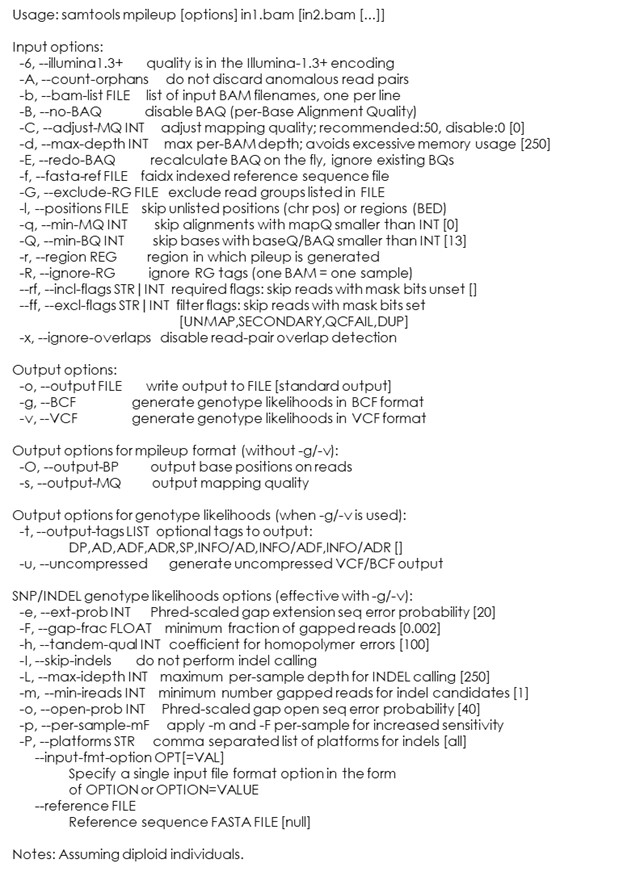 Usage: samtools mpileup [options] in1.bam [in2.bam [...]]
Input options:
-6, --illumina1.3+ quality is in the Illumina-1.3+ encoding
-A, --count-orphans do not discard anomalous read pairs
-b, --bam-list FILE list of input BAM filenames, one per line
-B, --no-BAQ disable BAQ (per-Base Alignment Quality)
-C, --adjust-MQ INT adjust mapping quality; recommended:50, disable:0 [0]
-d, --max-depth INT max per-BAM depth; avoids excessive memory usage [250]
-E, --redo-BAQ recalculate BAQ on the fly, ignore existing BQs
-f, --fasta-ref FILE faidx indexed reference sequence file
-G, --exclude-RG FILE exclude read groups listed in FILE
-l, --positions FILE skip unlisted positions (chr pos) or regions (BED)
-q, --min-MQ INT skip alignments with mapQ smaller than INT [0]
-Q, --min-BQ INT skip bases with baseQ/BAQ smaller than INT [13]
-r, --region REG region in which pileup is generated
-R, --ignore-RG ignore RG tags (one BAM = one sample)
--rf, --incl-flags STR|INT required flags: skip reads with mask bits unset []
--ff, --excl-flags STR|INT filter flags: skip reads with mask bits set
[UNMAP,SECONDARY,QCFAIL,DUP]
-x, --ignore-overlaps disable read-pair overlap detection
Output options:
-o, --output FILE write output to FILE [standard output]
-g, --BCF generate genotype likelihoods in BCF format
-v, --VCF generate genotype likelihoods in VCF format
Output options for mpileup format (without -g/-v):
-O, --output-BP output base positions on reads
-s, --output-MQ output mapping quality
Output options for genotype likelihoods (when -g/-v is used):
-t, --output-tags LIST optional tags to output:
DP,AD,ADF,ADR,SP,INFO/AD,INFO/ADF,INFO/ADR []
-u, --uncompressed generate uncompressed VCF/BCF output
SNP/INDEL genotype likelihoods options (effective with -g/-v):
-e, --ext-prob INT Phred-scaled gap extension seq error probability [20]
-F, --gap-frac FLOAT minimum fraction of gapped reads [0.002]
-h, --tandem-qual INT coefficient for homopolymer errors [100]
-I, --skip-indels do not perform indel calling
-L, --max-idepth INT maximum per-sample depth for INDEL calling [250]
-m, --min-ireads INT minimum number gapped reads for indel candidates [1]
-o, --open-prob INT Phred-scaled gap open seq error probability [40]
-p, --per-sample-mF apply -m and -F per-sample for increased sensitivity
-P, --platforms STR comma separated list of platforms for indels [all]
--input-fmt-option OPT[=VAL]
Specify a single input file format option in the form
of OPTION or OPTION=VALUE
--reference FILE
Reference sequence FASTA FILE [null]
Notes: Assuming diploid individuals.